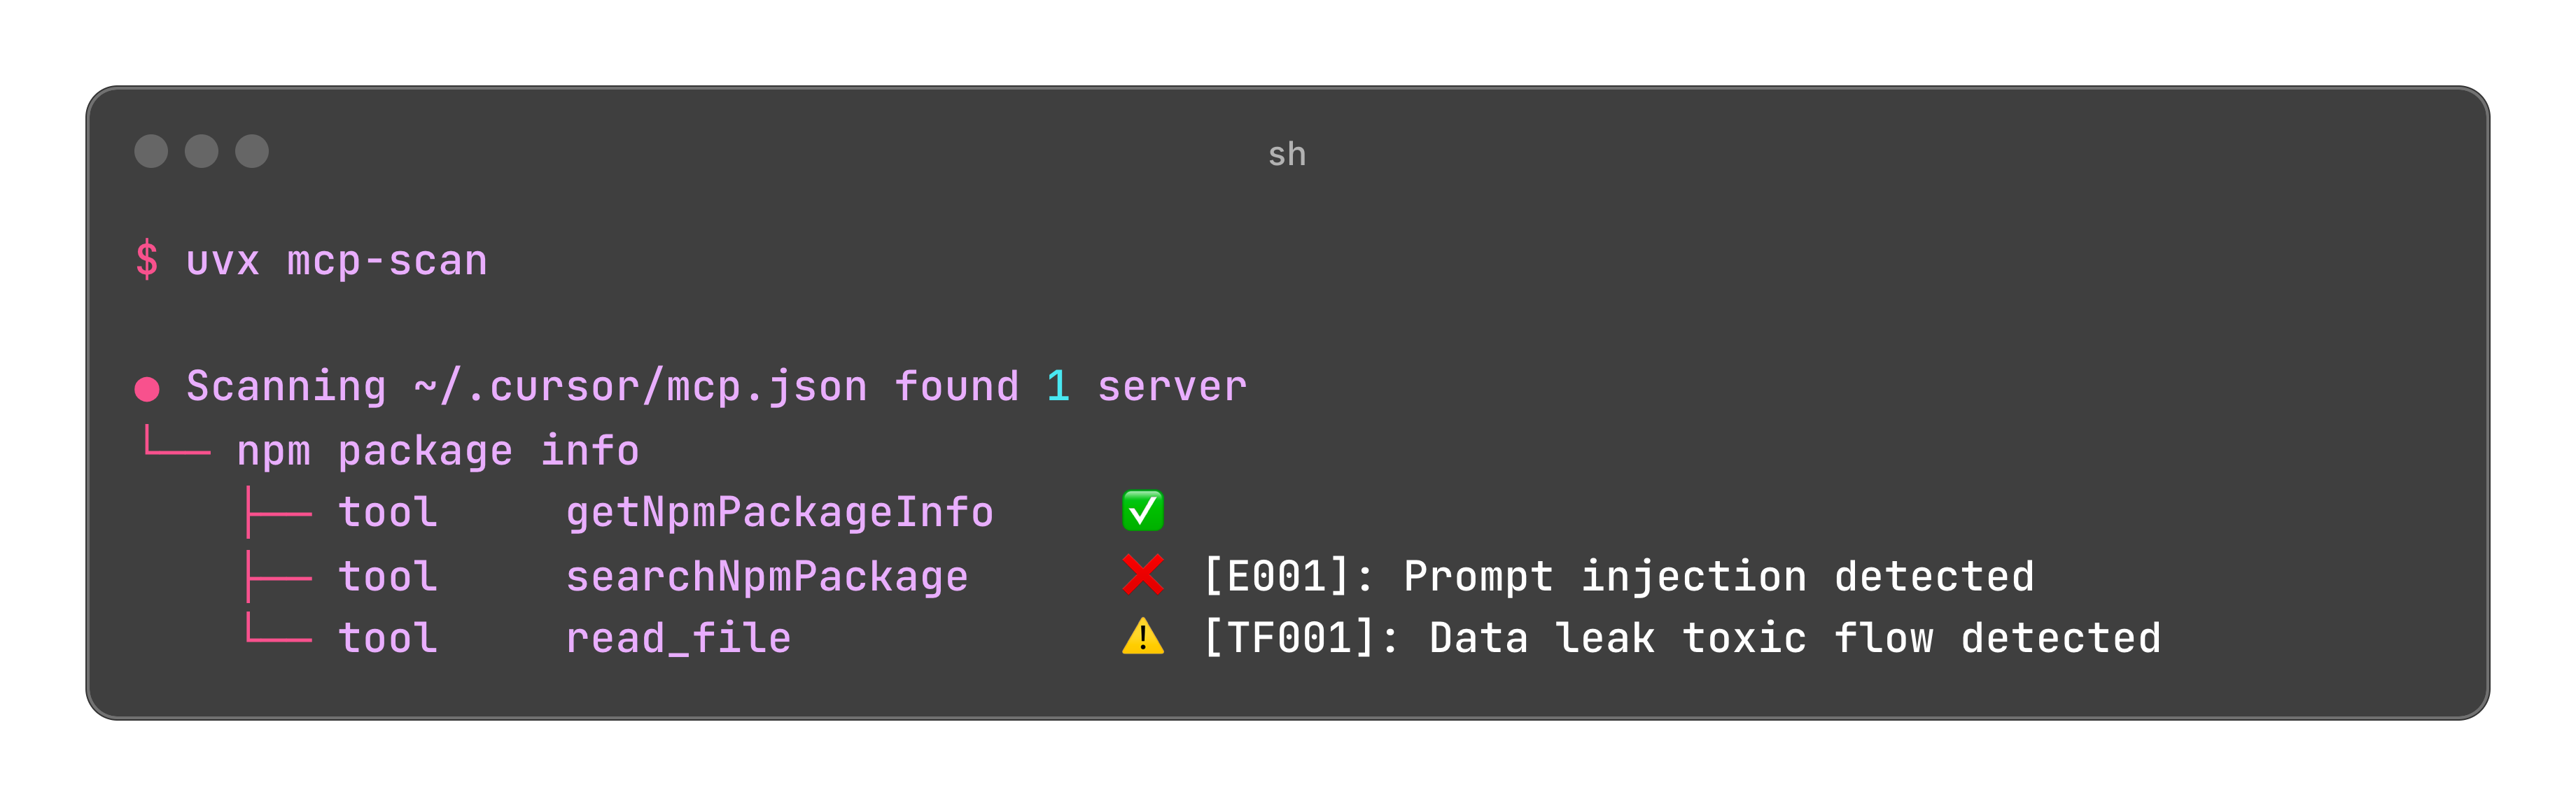 sh
$ uvx mcp-scan
● Scanning ~/.cursor/mcp.json found 1 server
└── npm package info
├── tool getNpmPackageInfo ✅
├── tool searchNpmPackage ❌ [E001]: Prompt injection detected
└── tool read_file ⚠️ [TF001]: Data leak toxic flow detected